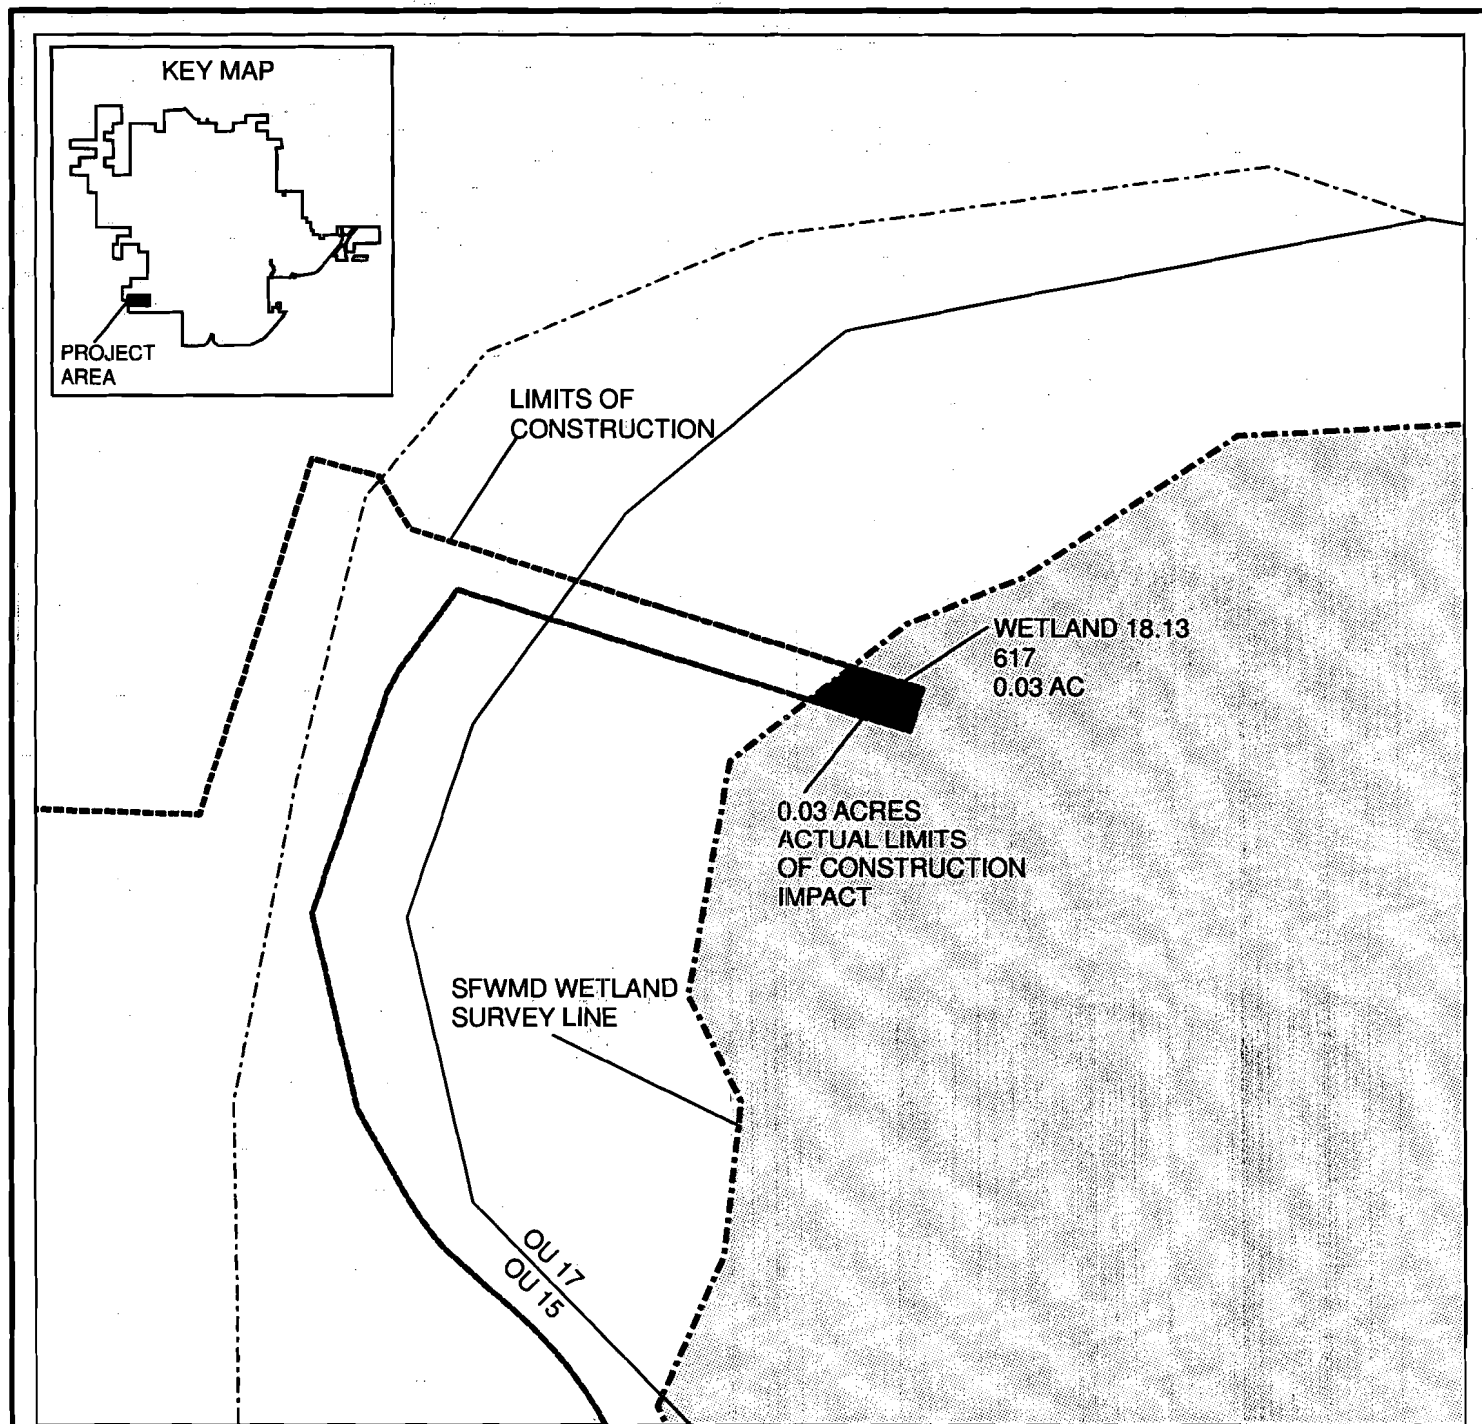 KEY MAP
PROJECT
AREA
LIMITS OF
CONSTRUCTION
WETLAND 18.13
617
0.03 AC
0.03 ACRES
ACTUAL LIMITS
OF CONSTRUCTION
IMPACT
SFWMD WETLAND
SURVEY LINE
OU 17
OU 15